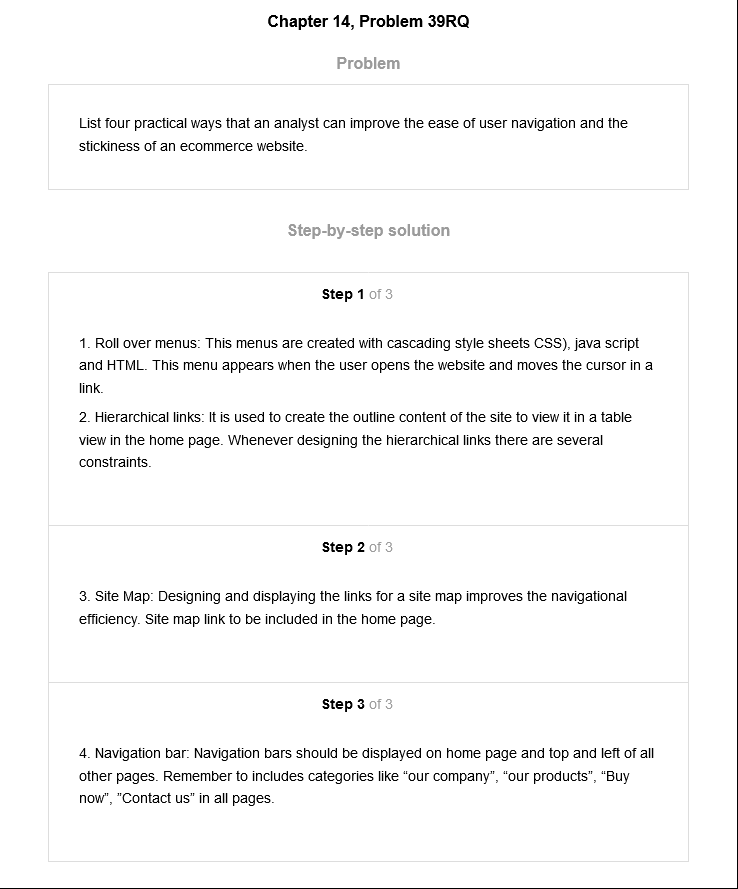 Chapter 14, Problem 39RQ
Problem
List four practical ways that an analyst can improve the ease of user navigation and the
stickiness of an ecommerce website.
Step-by-step solution
Step 1 of 3
1. Roll over menus: This menus are created with cascading style sheets CSS), java script
and HTML. This menu appears when the user opens the website and moves the cursor in a
link.
2. Hierarchical links: It is used to create the outline content of the site to view it in a table
view in the home page. Whenever designing the hierarchical links there are several
constraints.
Step 2 of 3
3. Site Map: Designing and displaying the links for a site map improves the navigational
efficiency. Site map link to be included in the home page.
Step 3 of 3
4. Navigation bar: Navigation bars should be displayed on home page and top and left of all
other pages. Remember to includes categories like “our company”, “our products”, “Buy
now”, ”Contact us” in all pages.